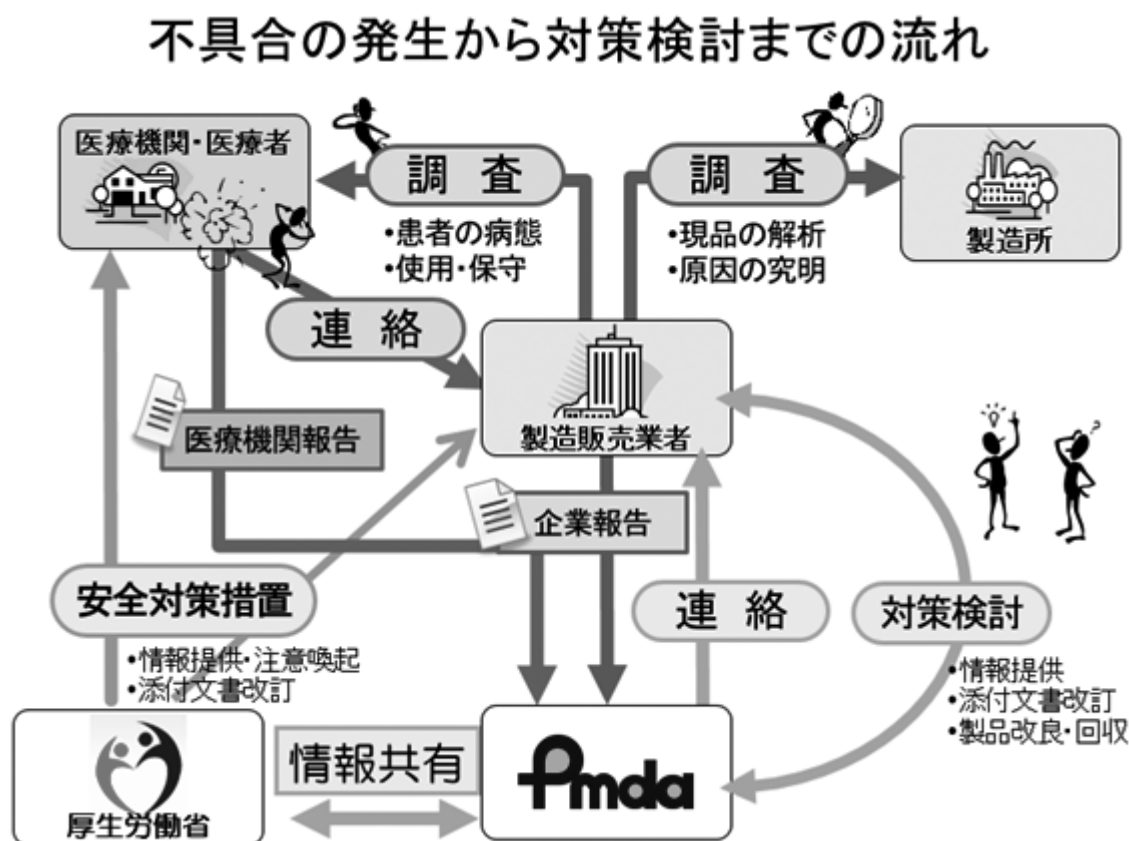 不具合の発生から対策検討までの流れ
医療機関・医療者
調 査
•患者の病態
•使用・保守
調 査
•現品の解析
•原因の究明
製造所
連 絡
製造販売業者
医療機関報告
企業報告
安全対策措置
•情報提供・注意喚起
•添付文書改訂
連 絡
対策検討
•情報提供
•添付文書改訂
•製品改良・回収
厚生労働省
情報共有
Pmda
?